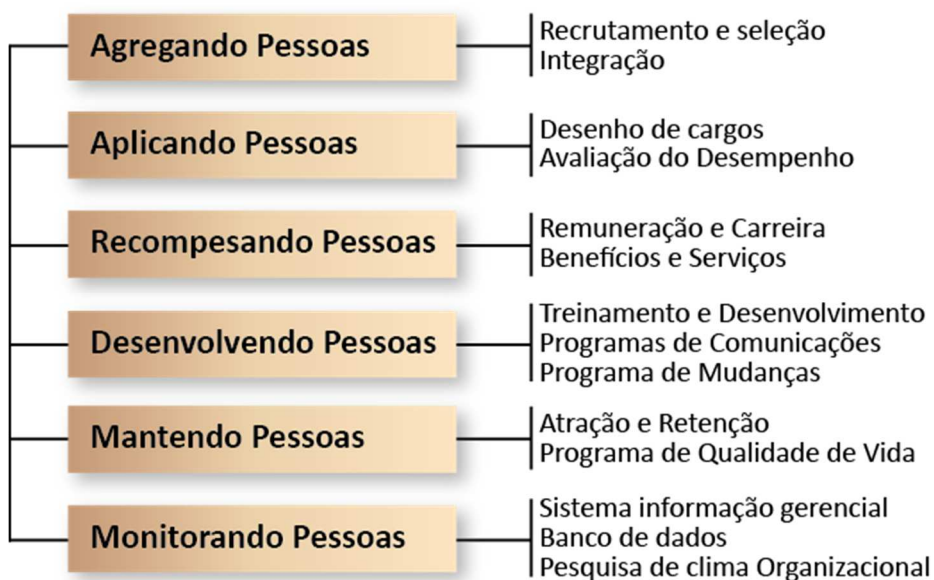 Agregando Pessoas
Recrutamento e seleção
Integração
Aplicando Pessoas
Desenho de cargos
Avaliação do Desempenho
Recompesando Pessoas
Remuneração e Carreira
Benefícios e Serviços
Desenvolvendo Pessoas
Treinamento e Desenvolvimento
Programas de Comunicações
Programa de Mudanças
Mantendo Pessoas
Atração e Retenção
Programa de Qualidade de Vida
Monitorando Pessoas
Sistema informação gerencial
Banco de dados
Pesquisa de clima Organizacional